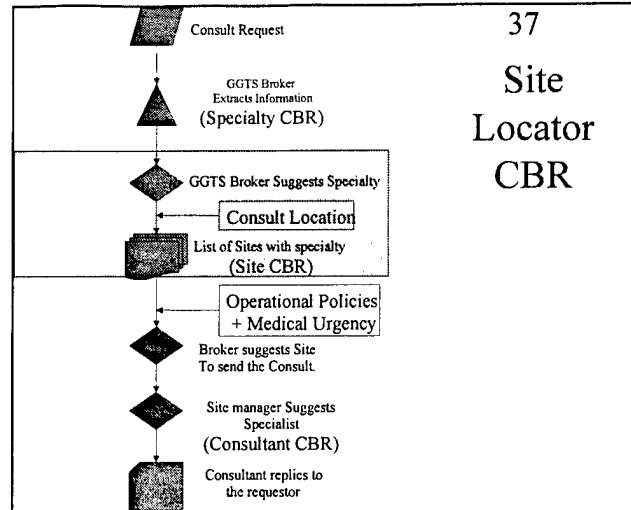 37
Site
Locator
CBR
Consult Request
GGTS Broker
Extracts Information
(Specialty CBR)
GGTS Broker Suggests Specialty
Consult Location
List of Sites with specialty
(Site CBR)
Operational Policies
+ Medical Urgency
Broker suggests Site
To send the Consult.
Site manager Suggests
Specialist
(Consultant CBR)
Consultant replies to
the requestor